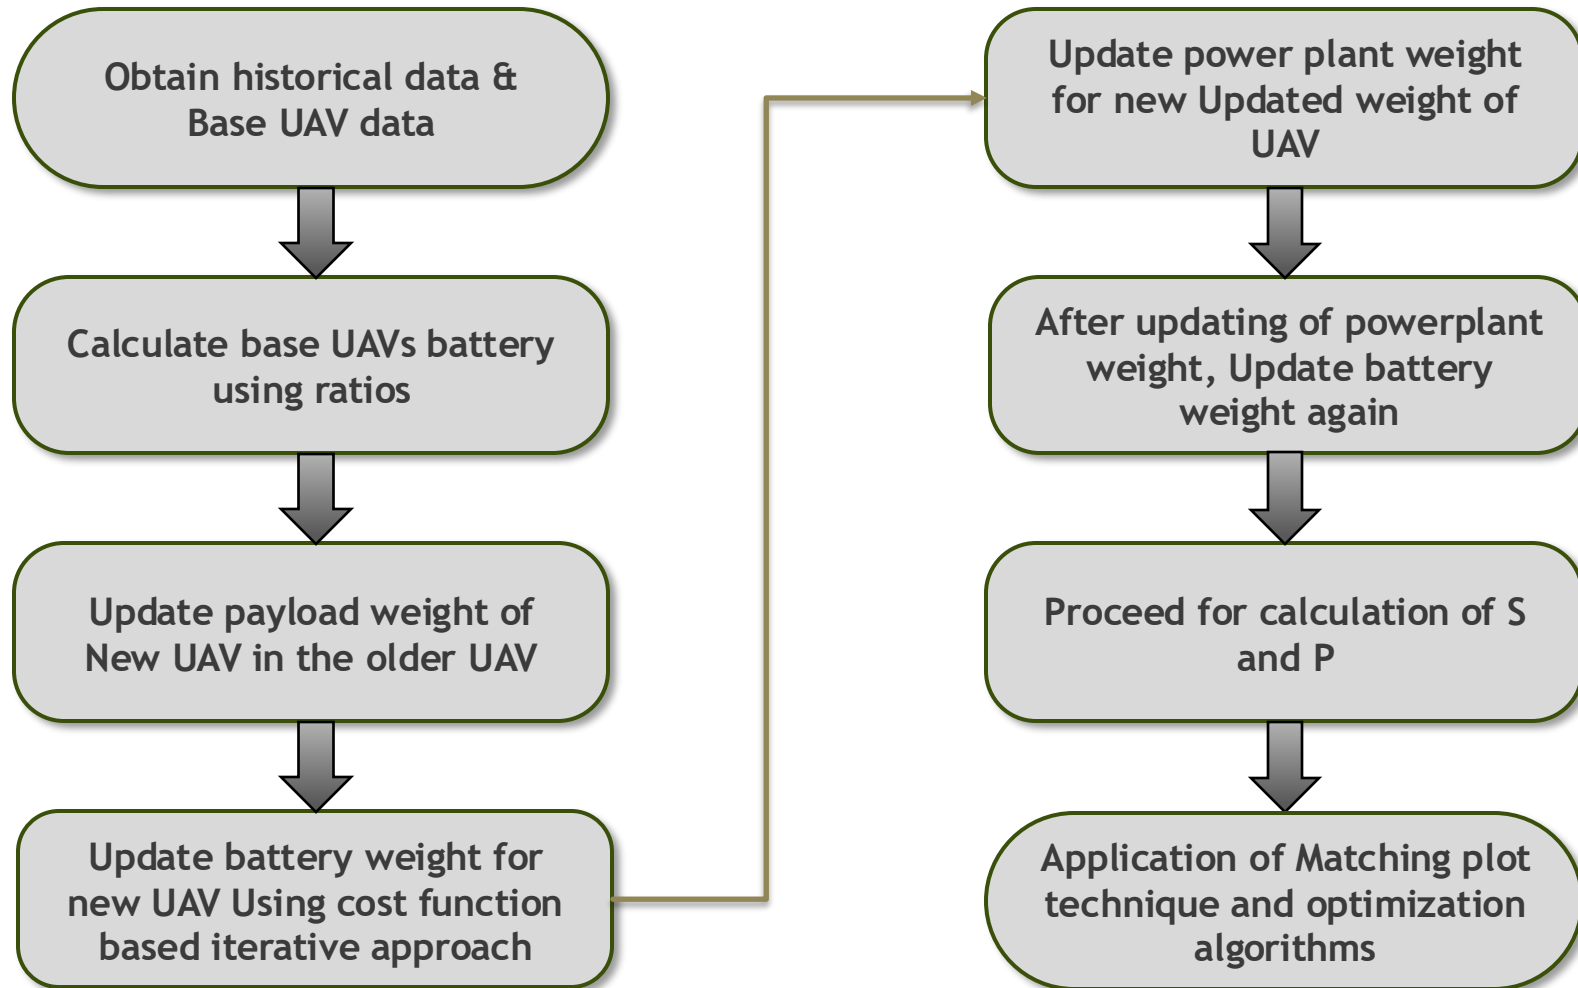 Obtain historical data &
Base UAV data
Calculate base UAVs battery
using ratios
Update payload weight of
New UAV in the older UAV
Update battery weight for
new UAV Using cost function
based iterative approach
Update power plant weight
for new Updated weight of
UAV
After updating of powerplant
weight, Update battery
weight again
Proceed for calculation of S
and P
Application of Matching plot
technique and optimization
algorithms